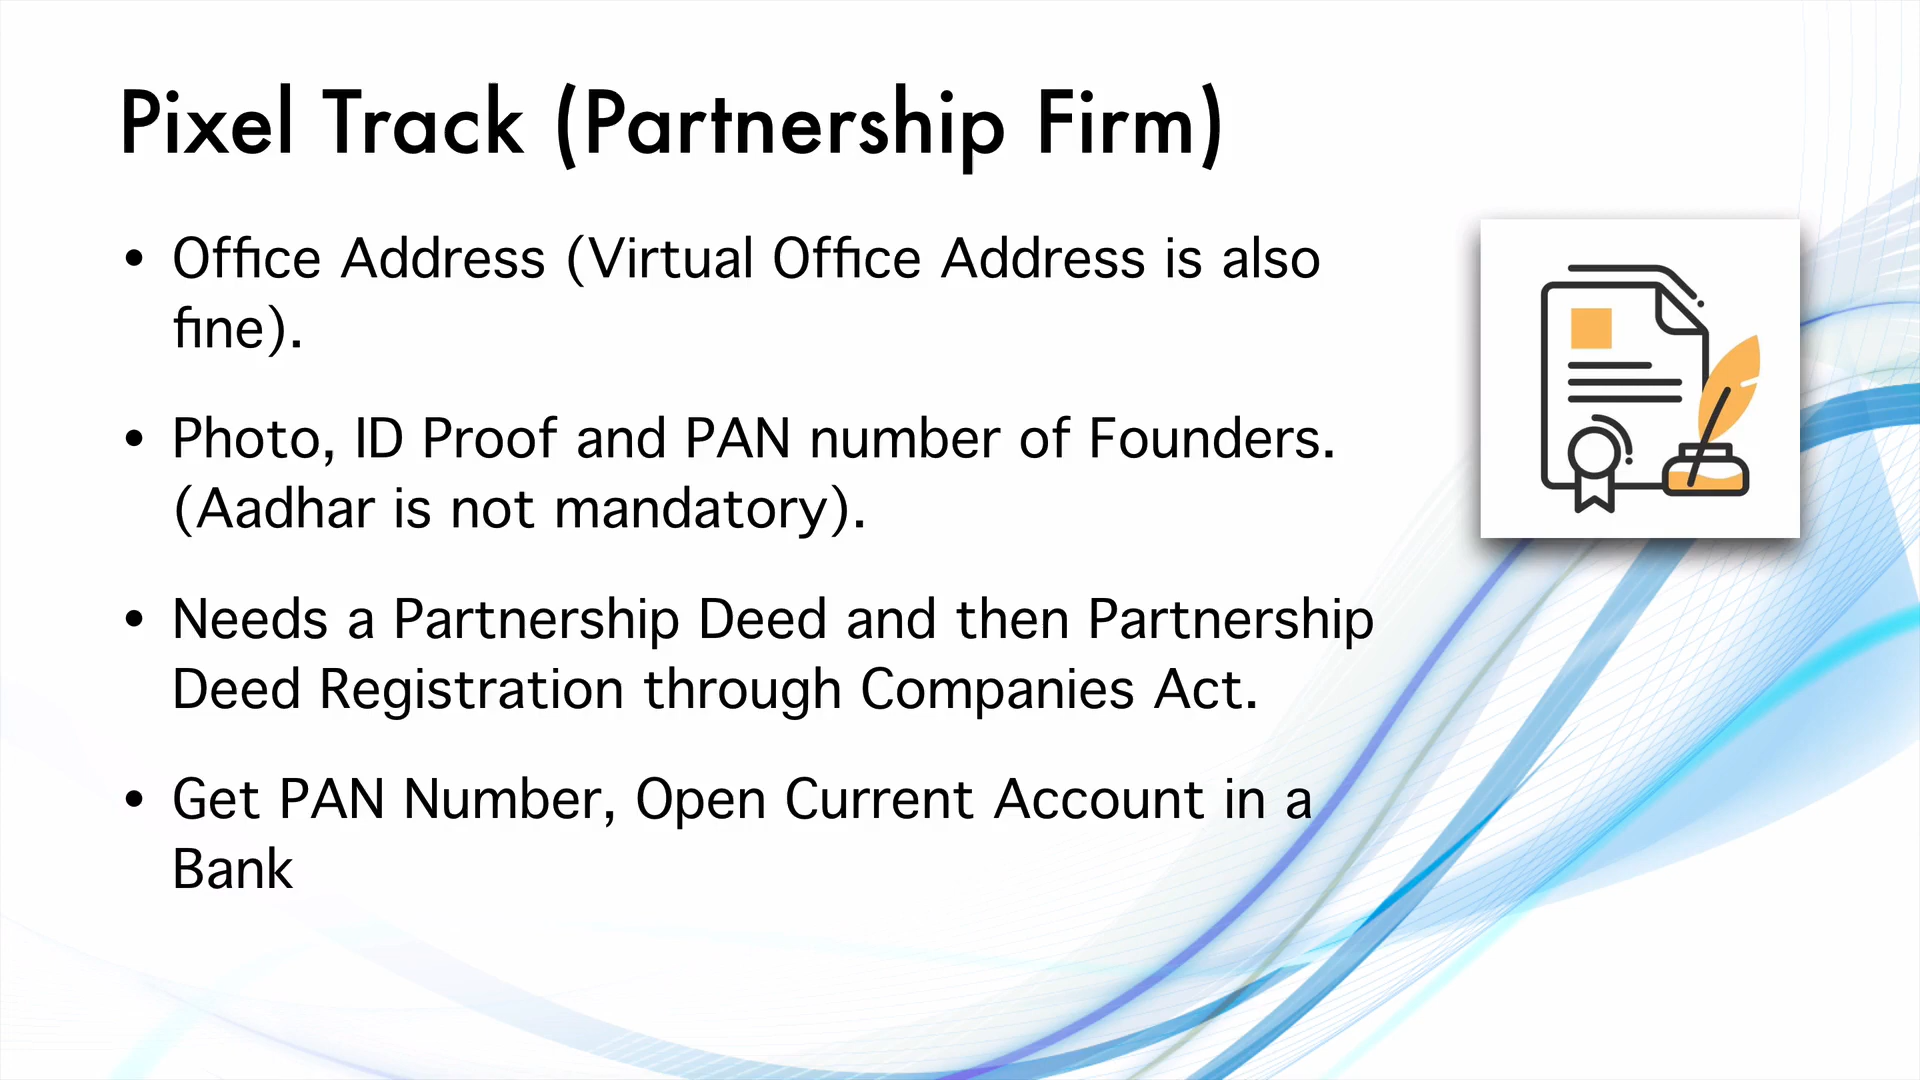 Pixel Track (Partnership Firm)
• Office Address (Virtual Office Address is also
fine).
• Photo, ID Proof and PAN number of Founders.
(Aadhar is not mandatory).
• Needs a Partnership Deed and then Partnership
Deed Registration through Companies Act.
• Get PAN Number, Open Current Account in a
Bank